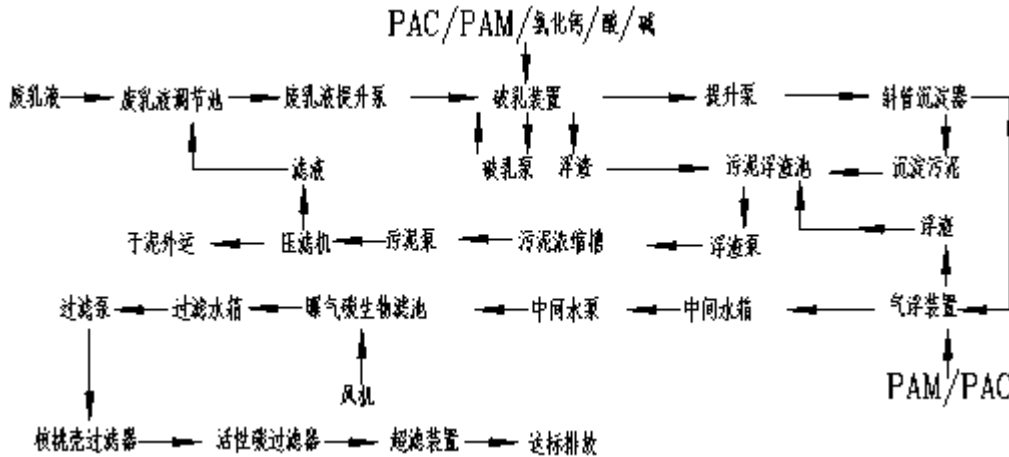 PAC/PAM/氯化钙/酸/碱
废乳液 废乳液调节池 废乳液提升泵 破乳装置 提升泵 斜管沉淀器
滤液 破乳泵 浮渣 污泥浮渣池 沉淀污泥
干泥外运 压滤机 污泥泵 污泥浓缩槽 浮渣泵 浮渣
过滤泵 过滤水箱 曝气碳生物滤池 中间水泵 中间水箱 气浮装置
风机 PAM/PAC
核桃壳过滤器 活性碳过滤器 超滤装置 达标排放